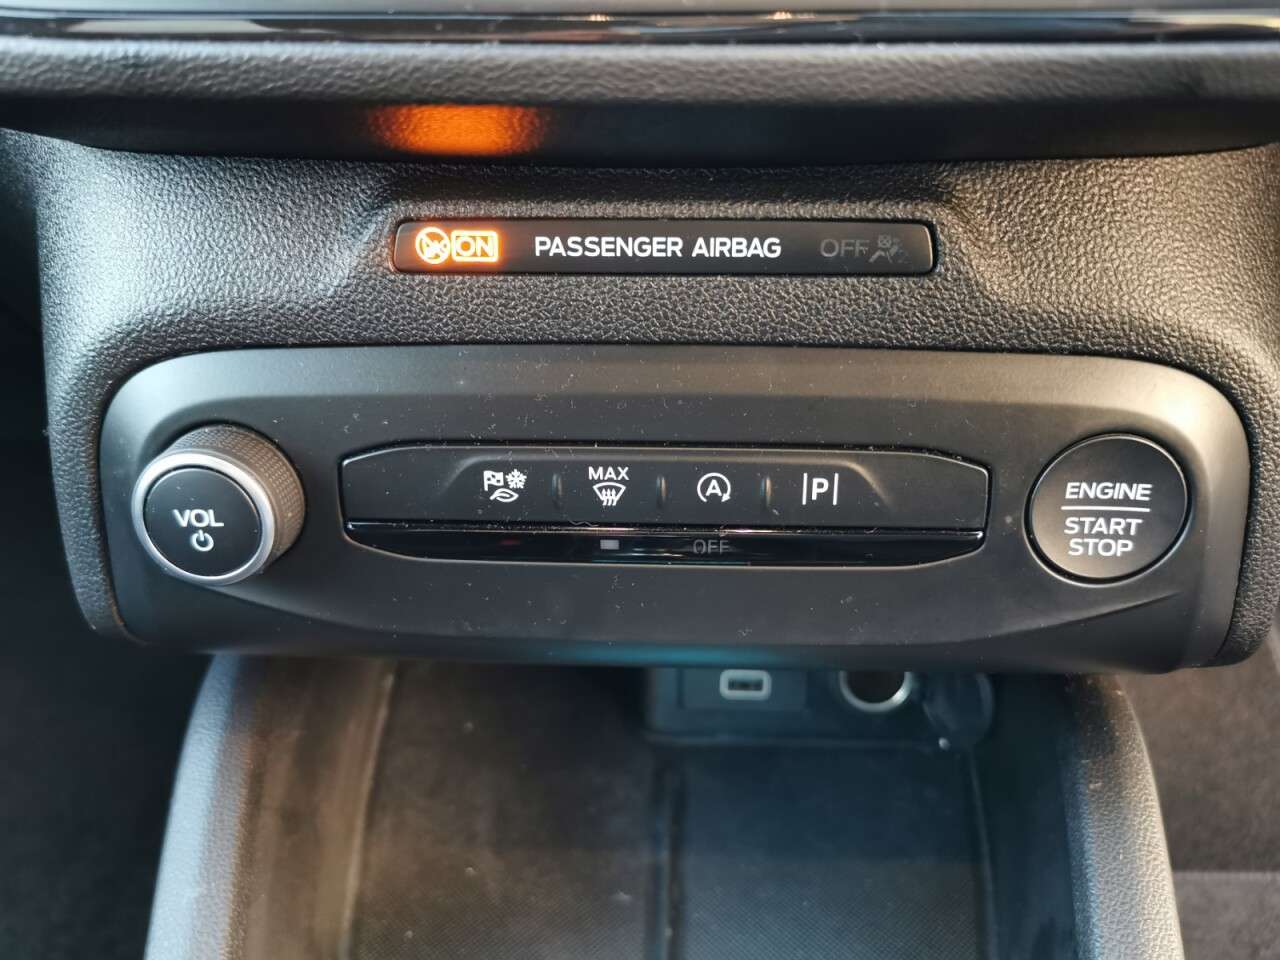 ON PASSENGER AIRBAG OFF
VOL
MAX
A
P
OFF
ENGINE
START
STOP